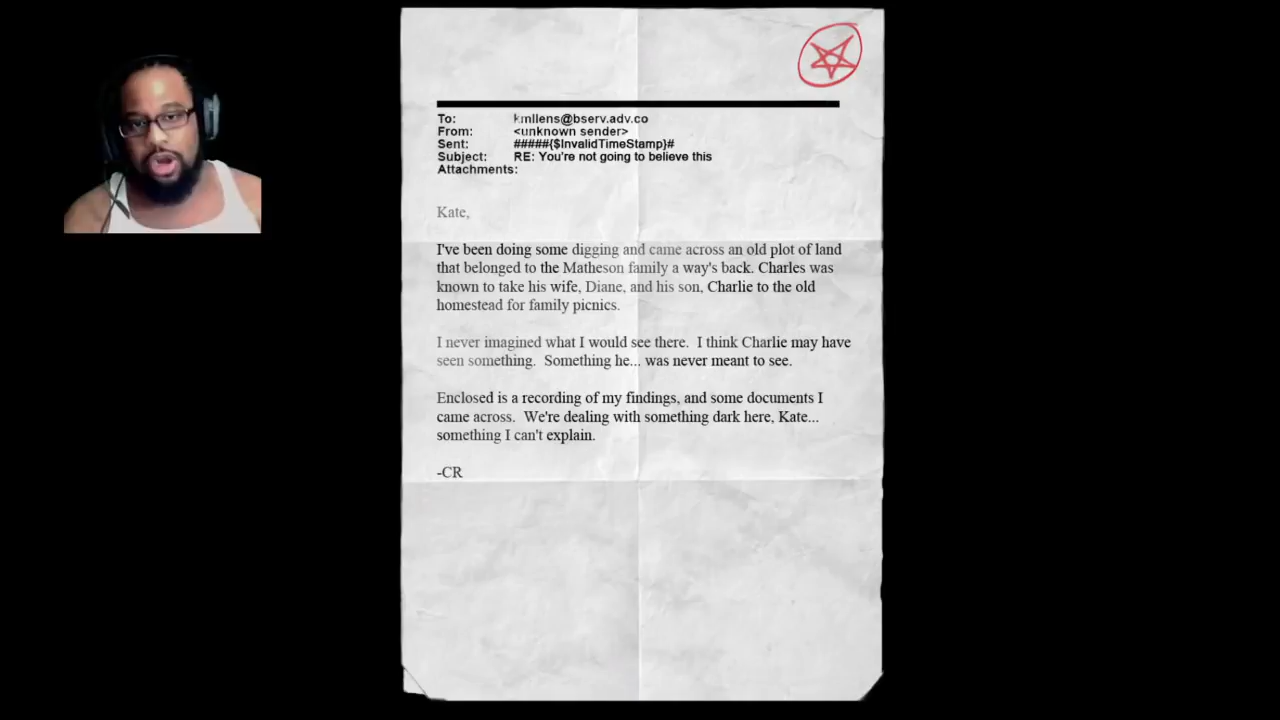 To: kmllens@bserv.adv.co
From: <unknown sender>
Sent: #####{$InvalidTimeStamp}#
Subject: RE: You're not going to believe this
Attachments:
Kate,
I've been doing some digging and came across an old plot of land
that belonged to the Matheson family a way's back. Charles was
known to take his wife, Diane, and his son, Charlie to the old
homestead for family picnics.
I never imagined what I would see there.  I think Charlie may have
seen something.  Something he... was never meant to see.
Enclosed is a recording of my findings, and some documents I
came across.  We're dealing with something dark here, Kate...
something I can't explain.
-CR